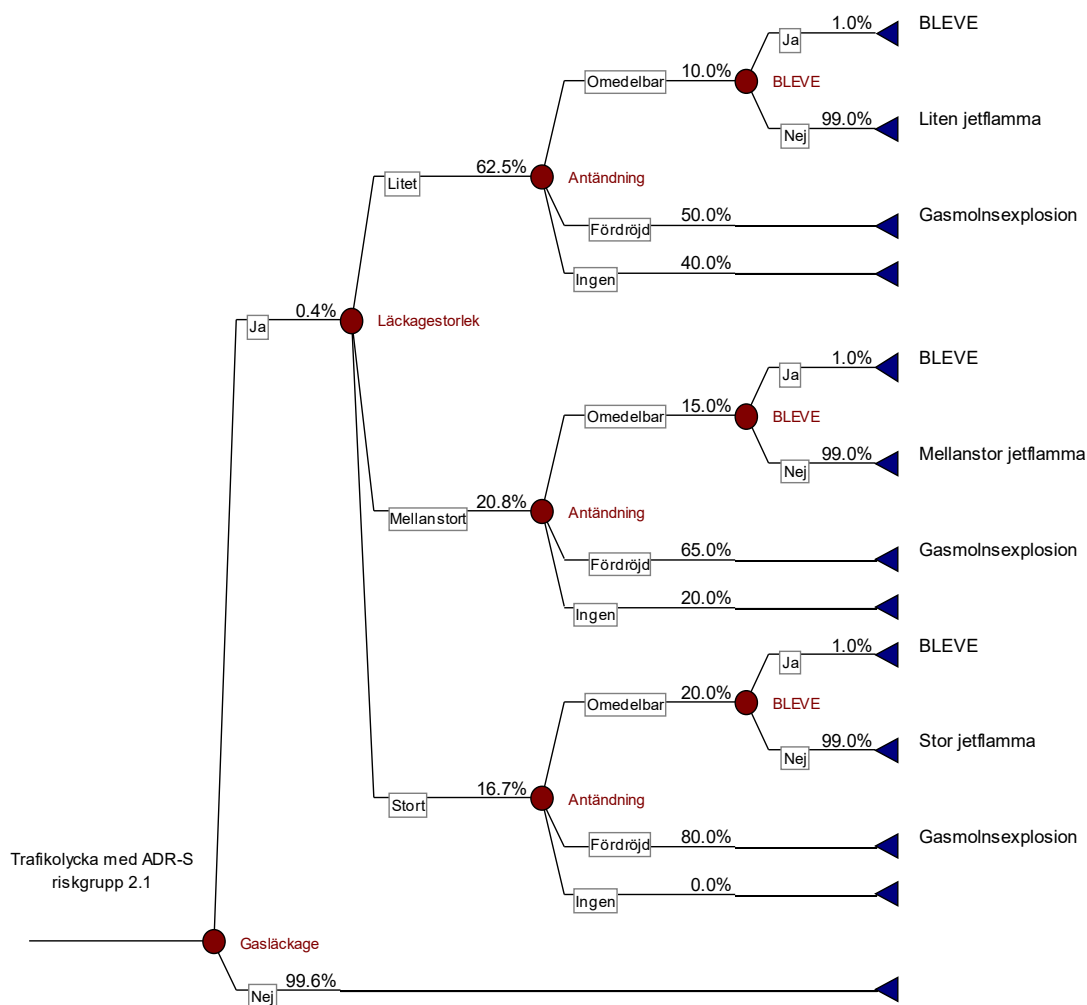 1.0%
BLEVE
Ja
Omedelbar
10.0%
BLEVE
99.0%
Liten jetflamma
Nej
62.5%
Litet
Antändning
50.0%
Gasmolnsexplosion
Fördröjd
40.0%
Ingen
0.4%
Ja
Läckagestorlek
1.0%
BLEVE
Ja
Omedelbar
15.0%
BLEVE
99.0%
Mellanstor jetflamma
Nej
20.8%
Mellanstort
Antändning
65.0%
Gasmolnsexplosion
Fördröjd
20.0%
Ingen
1.0%
BLEVE
Ja
Omedelbar
20.0%
BLEVE
99.0%
Stor jetflamma
Nej
16.7%
Stort
Antändning
80.0%
Gasmolnsexplosion
Fördröjd
0.0%
Ingen
Trafikolycka med ADR-S
riskgrupp 2.1
Gasläckage
99.6%
Nej